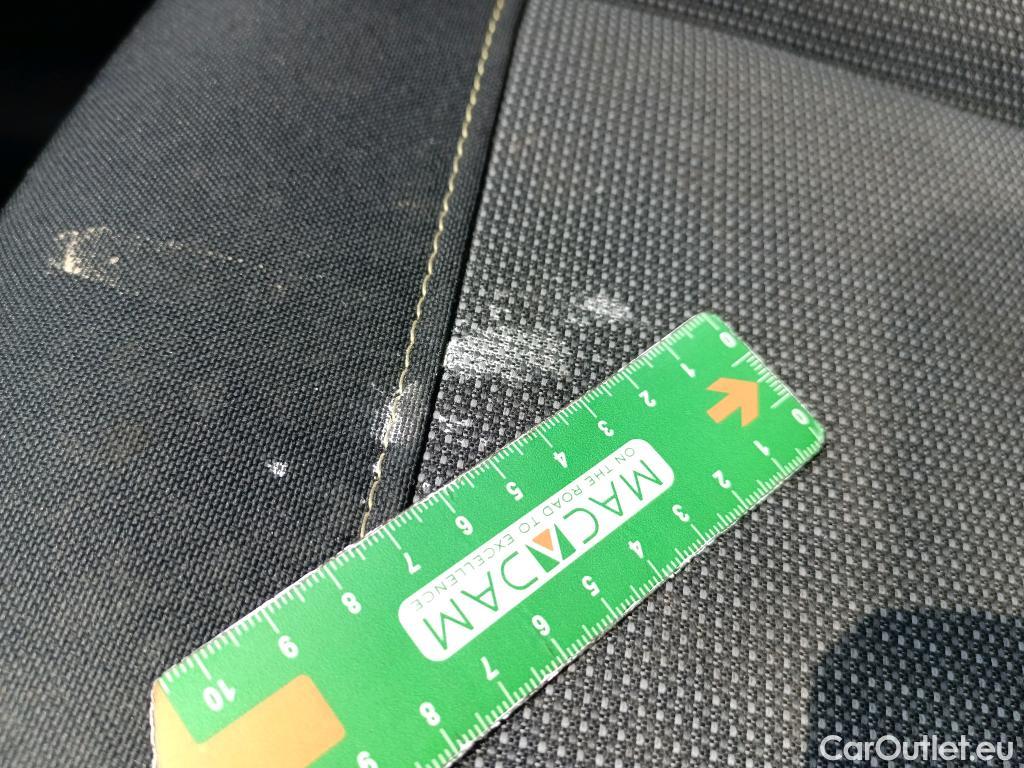 0 1 2 3 4 5 6 7 8 9 10
MACADAM
ON THE ROAD TO EXCELLENCE
0 1 2 3 4 5 6 7 8 9
CarOutlet.eu